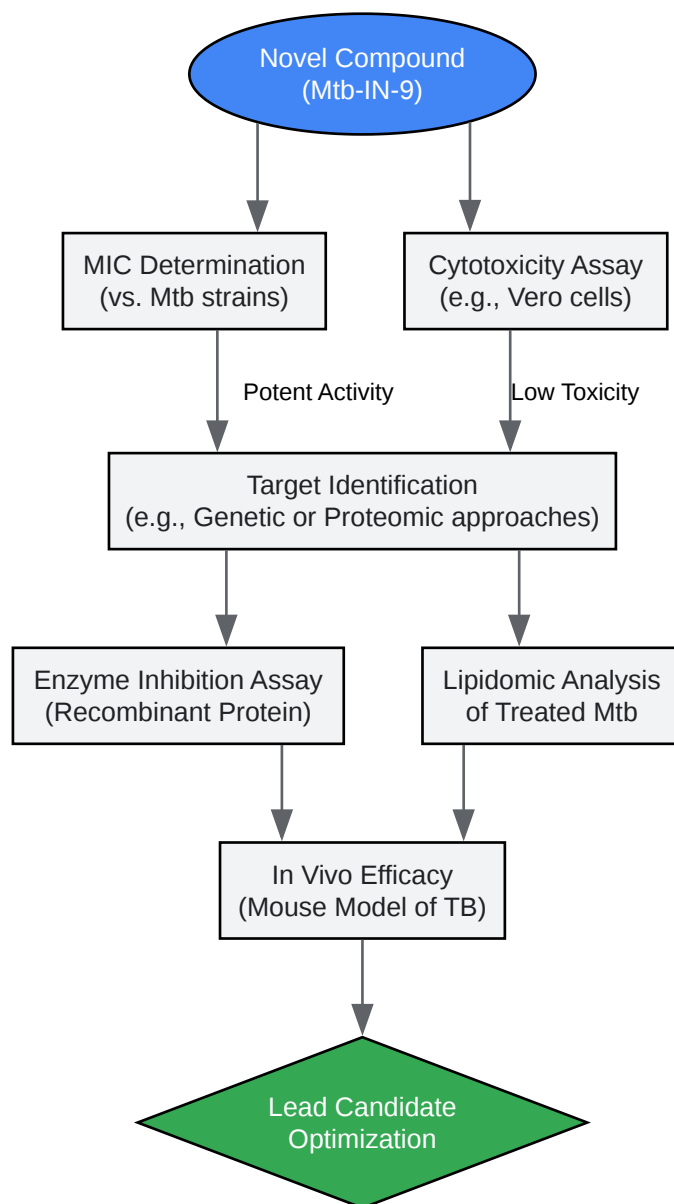 Novel Compound
(Mtb-IN-9)
MIC Determination
(vs. Mtb strains)
Cytotoxicity Assay
(e.g., Vero cells)
Potent Activity
Low Toxicity
Target Identification
(e.g., Genetic or Proteomic approaches)
Enzyme Inhibition Assay
(Recombinant Protein)
Lipidomic Analysis
of Treated Mtb
In Vivo Efficacy
(Mouse Model of TB)
Lead Candidate
Optimization